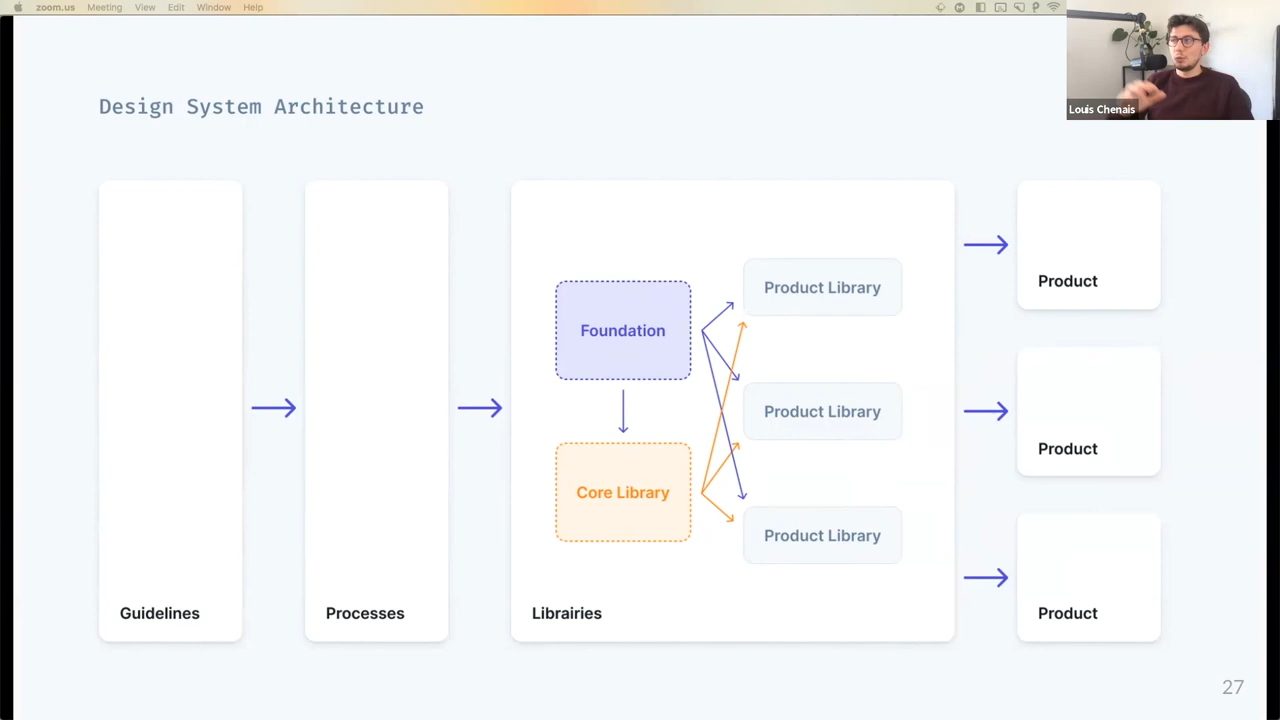 zoom.us Meeting View Edit Window Help
Louis Chenais
Design System Architecture
Guidelines
Processes
Foundation
Core Library
Product Library
Product Library
Product Library
Librairies
Product
Product
Product
27